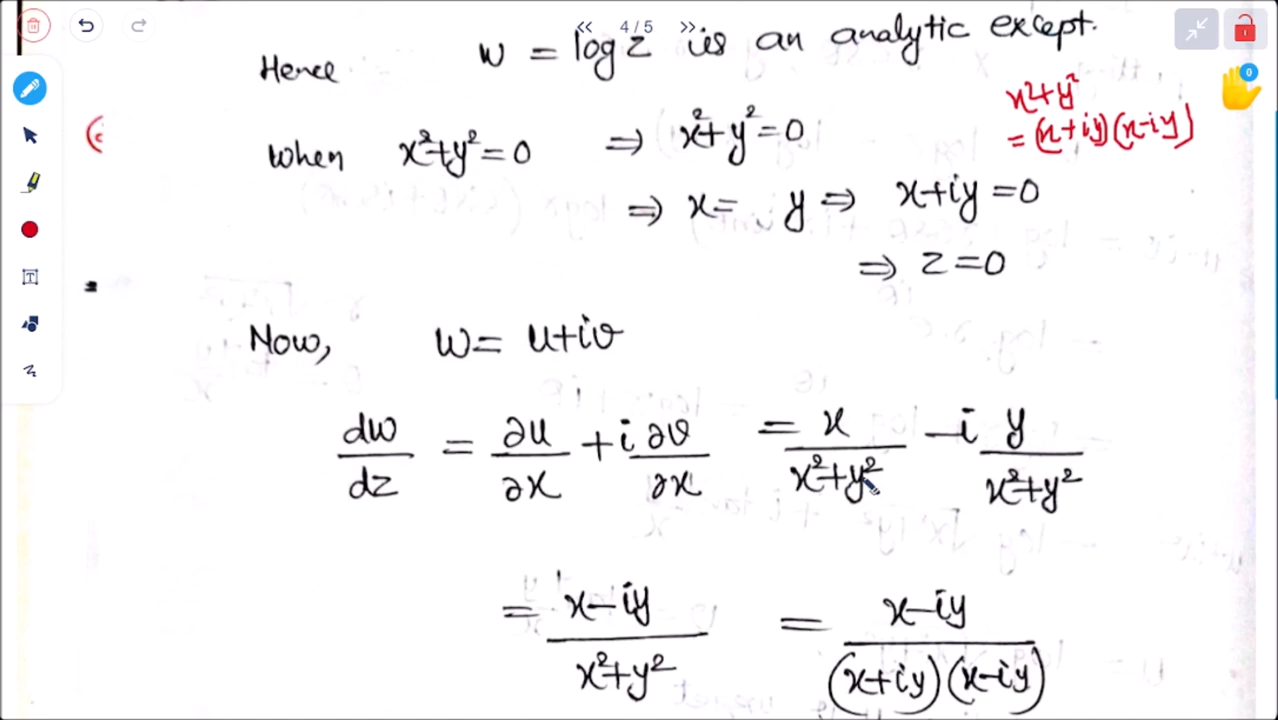 << 4/5 >>
Hence w = log z is an analytic except.
x²+y²
= (x+iy)(x-iy)
When x²+y²=0 ⇒ x²+y²=0
⇒ x= y ⇒ x+iy =0
⇒ z=0
Now, w= u+iv
dw/dz = ∂u/∂x + i ∂v/∂x = x/(x²+y²) - i y/(x²+y²)
= (x-iy)/(x²+y²) = (x-iy)/((x+iy)(x-iy))
0